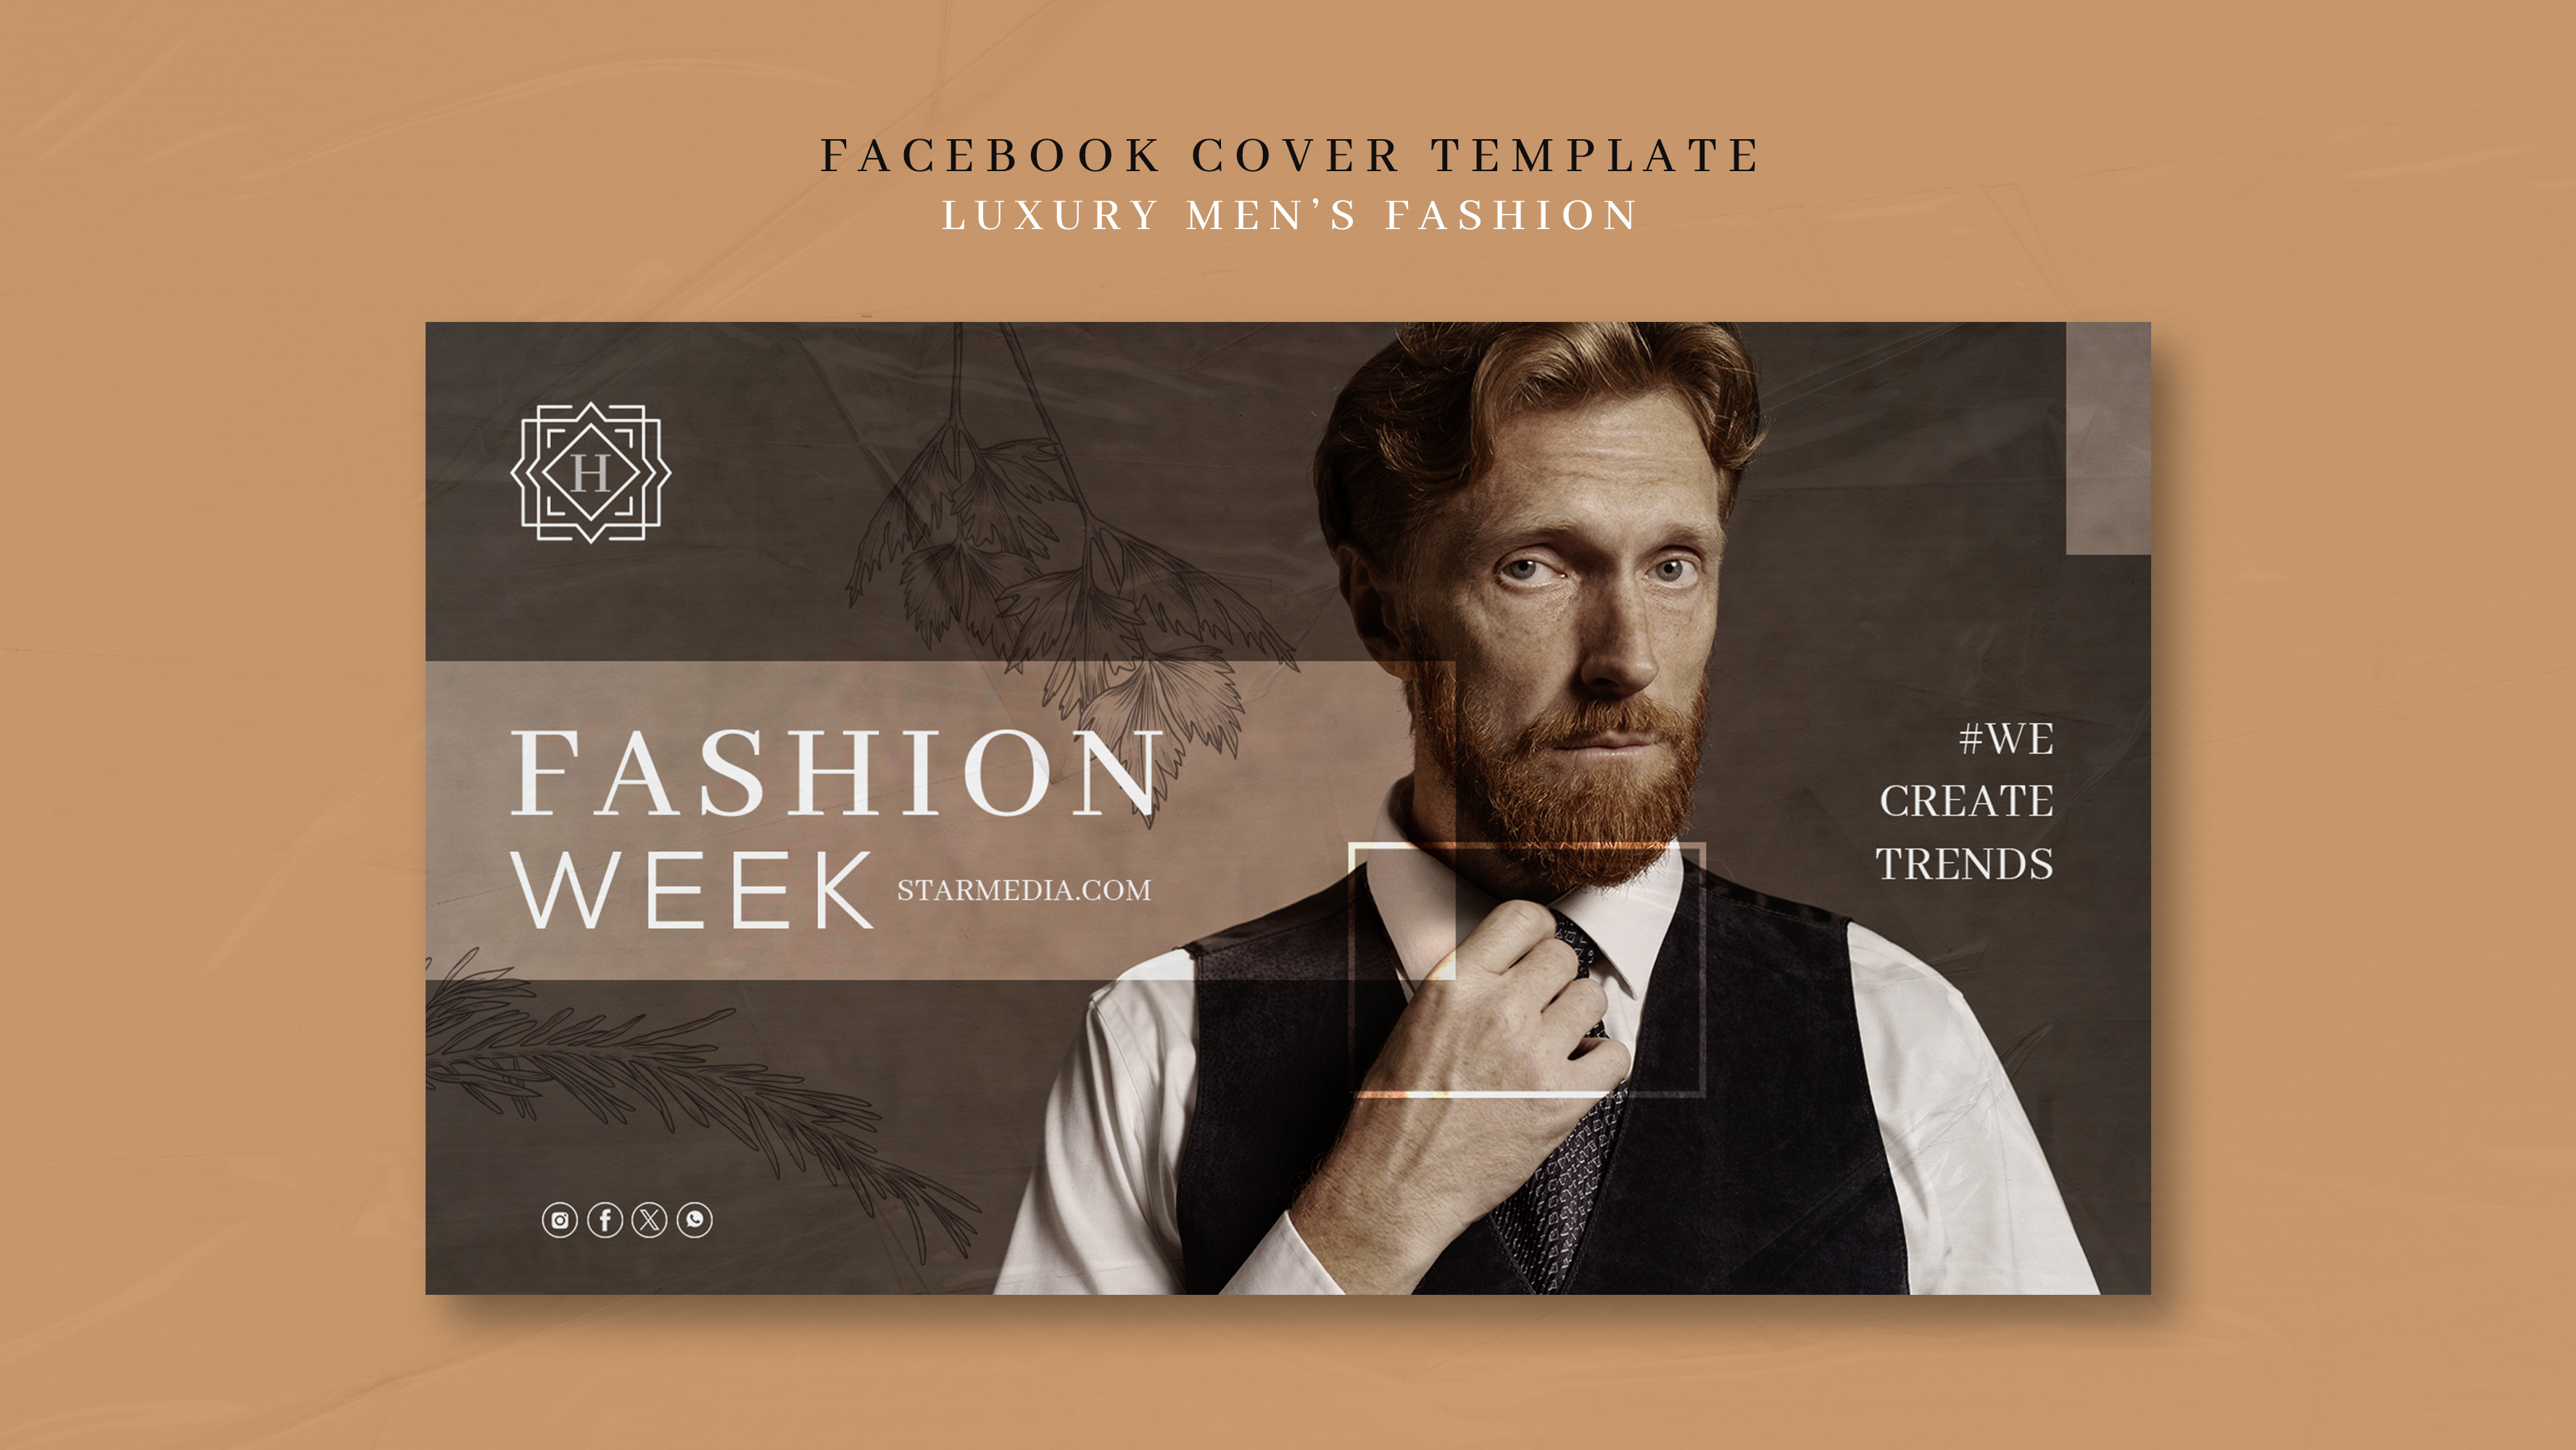 FACEBOOK COVER TEMPLATE
LUXURY MEN’S FASHION
H
FASHION
WEEK
STARMEDIA.COM
#WE
CREATE
TRENDS